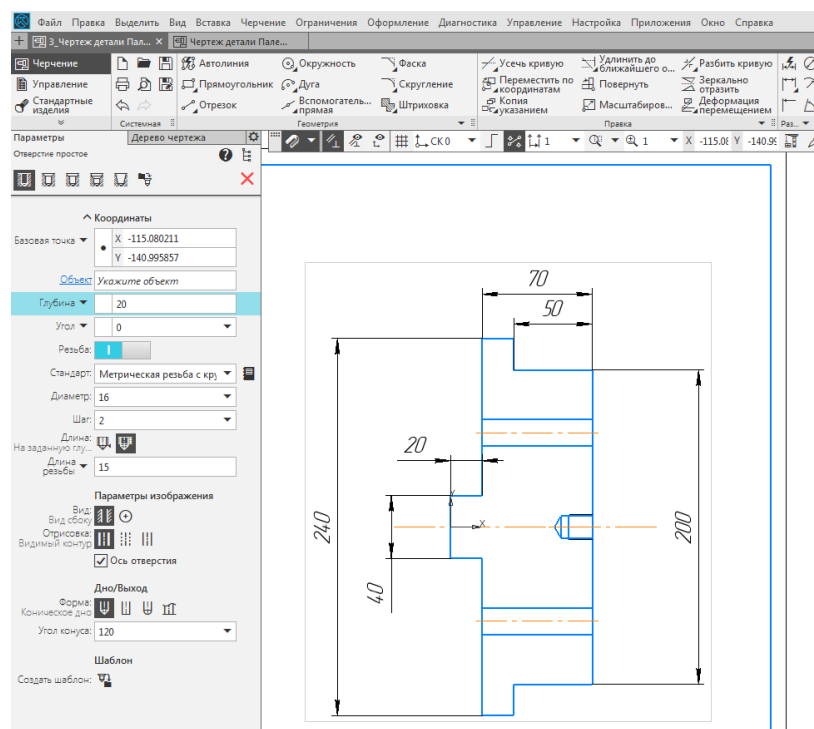 Файл Правка Выделить Вид Вставка Черчение Ограничения Оформление Диагностика Управление Настройка Приложения Окно Справка
+ 3_Чертеж детали Пал... × Чертеж детали Пале...
Черчение
Управление
Стандартные изделия
Системная
Автолиния
Прямоугольник
Отрезок
Окружность
Дуга
Вспомогатель... прямая
Фаска
Скругление
Штриховка
Геометрия
Усечь кривую
Переместить по координатам
Копия указанием
Удлинить до ближайшего о...
Повернуть
Масштабиров...
Разбить кривую
Зеркально отразить
Деформация перемещением
Правка
Раз...
Параметры Дерево чертежа
Отверстие простое
СК 0 1 1 X -115.08 Y -140.99
Координаты
Базовая точка X -115.080211
Y -140.995857
Объект Укажите объект
Глубина 20
Угол 0
Резьба:
Стандарт: Метрическая резьба с кру
Диаметр: 16
Шаг: 2
Длина:
На заданную глу...
Длина резьбы 15
Параметры изображения
Вид:
Вид сбоку
Отрисовка:
Видимый контур
Ось отверстия
Дно/Выход
Форма:
Коническое дно
Угол конуса: 120
Шаблон
Создать шаблон:
70
50
20
240
40
200
Y
X